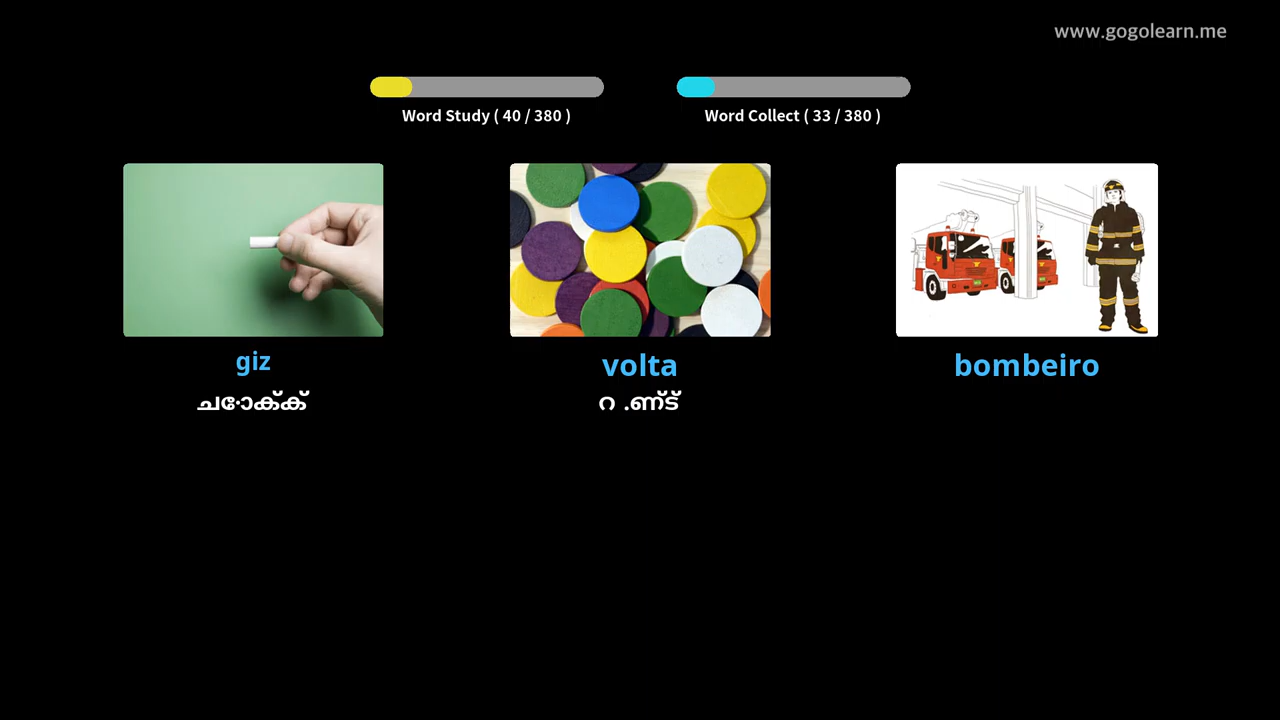 www.gogolearn.me
Word Study ( 40 / 380 )
Word Collect ( 33 / 380 )
giz
volta
bombeiro
ചോക്ക്
റ .ണ്ട്